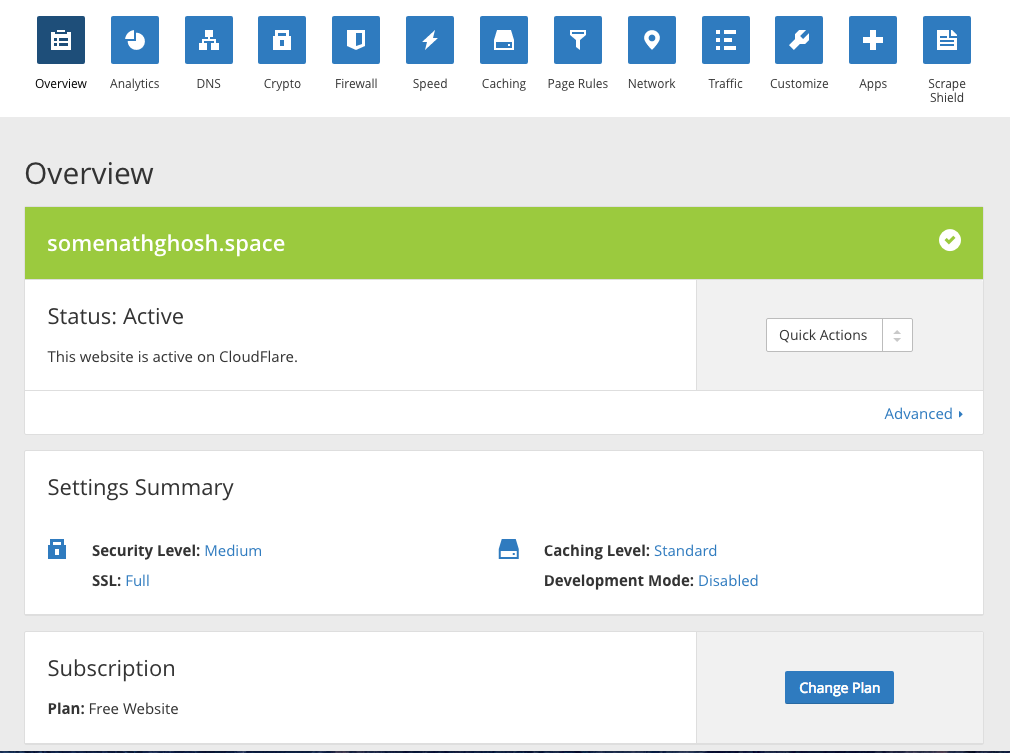 Overview
Analytics
DNS
Crypto
Firewall
Speed
Caching
Page Rules
Network
Traffic
Customize
Apps
Scrape
Shield
Overview
somenathghosh.space
Status: Active
This website is active on CloudFlare.
Quick Actions
Advanced
Settings Summary
Security Level: Medium
SSL: Full
Caching Level: Standard
Development Mode: Disabled
Subscription
Plan: Free Website
Change Plan